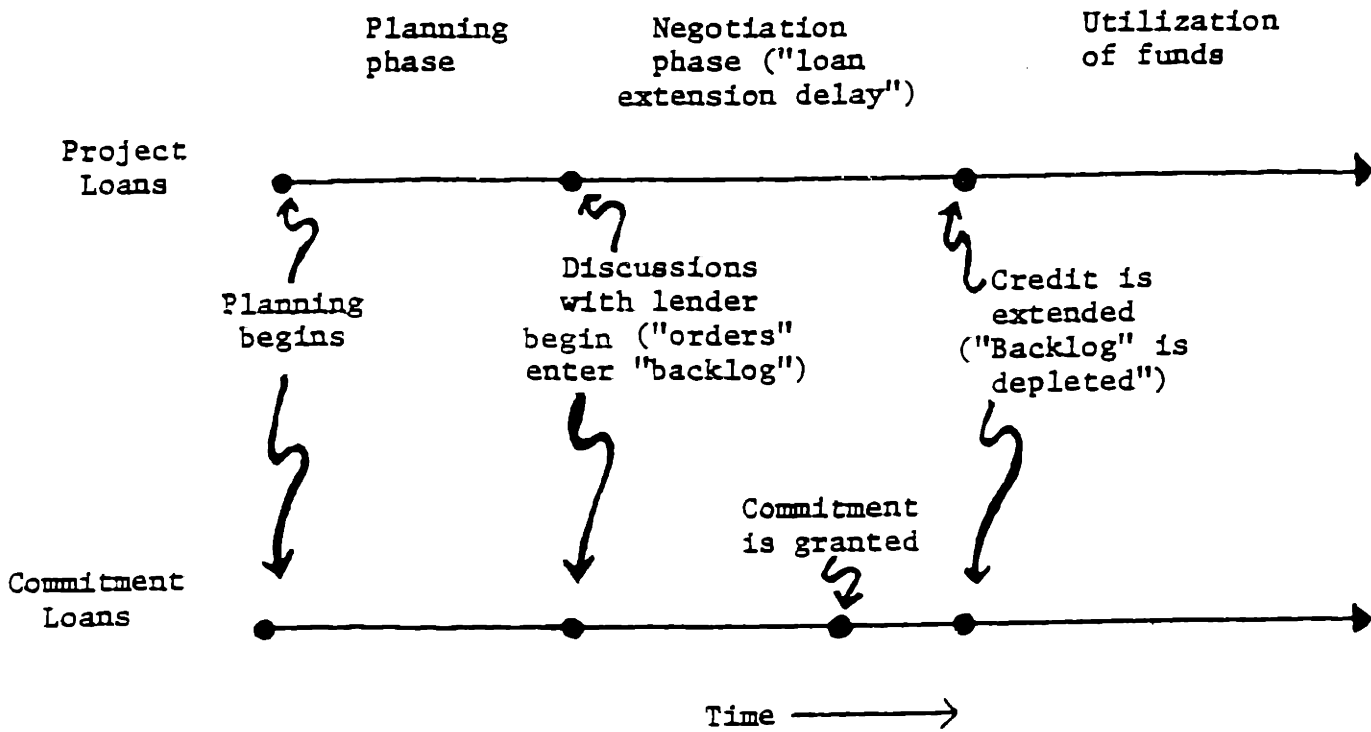 Planning
phase
Negotiation
phase ("loan
extension delay")
Utilization
of funds
Project
Loans
Planning
begins
Discussions
with lender
begin ("orders"
enter "backlog")
Credit is
extended
("Backlog" is
depleted")
Commitment
is granted
Commitment
Loans
Time